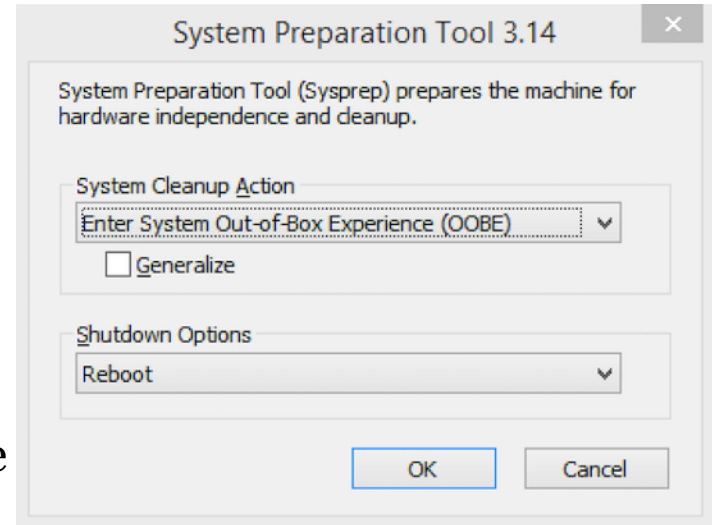 System Preparation Tool 3.14
System Preparation Tool (Sysprep) prepares the machine for
hardware independence and cleanup.
System Cleanup Action
Enter System Out-of-Box Experience (OOBE)
Generalize
Shutdown Options
Reboot
e
OK Cancel